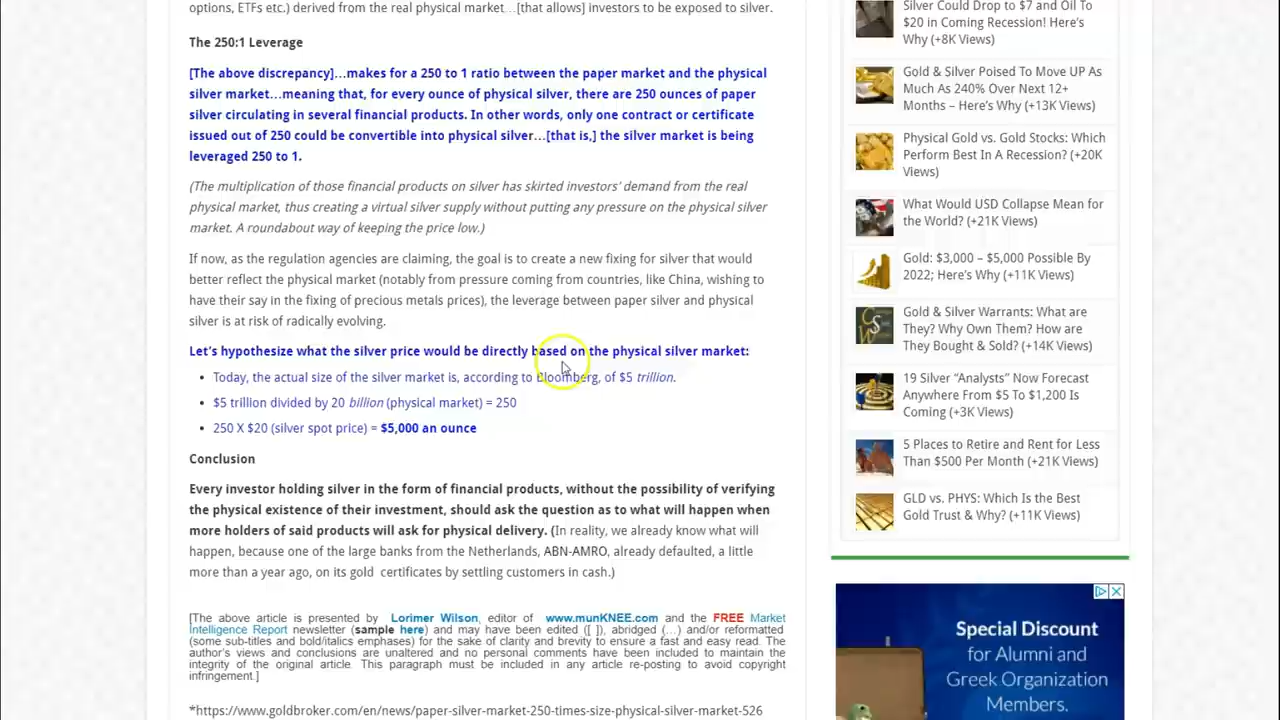 options, ETFs etc.) derived from the real physical market…[that allows] investors to be exposed to silver.
The 250:1 Leverage
[The above discrepancy]…makes for a 250 to 1 ratio between the paper market and the physical
silver market…meaning that, for every ounce of physical silver, there are 250 ounces of paper
silver circulating in several financial products. In other words, only one contract or certificate
issued out of 250 could be convertible into physical silver…[that is,] the silver market is being
leveraged 250 to 1.
(The multiplication of those financial products on silver has skirted investors' demand from the real
physical market, thus creating a virtual silver supply without putting any pressure on the physical silver
market. A roundabout way of keeping the price low.)
If now, as the regulation agencies are claiming, the goal is to create a new fixing for silver that would
better reflect the physical market (notably from pressure coming from countries, like China, wishing to
have their say in the fixing of precious metals prices), the leverage between paper silver and physical
silver is at risk of radically evolving.
Let's hypothesize what the silver price would be directly based on the physical silver market:
• Today, the actual size of the silver market is, according to Bloomberg, of $5 trillion.
• $5 trillion divided by 20 billion (physical market) = 250
• 250 X $20 (silver spot price) = $5,000 an ounce
Conclusion
Every investor holding silver in the form of financial products, without the possibility of verifying
the physical existence of their investment, should ask the question as to what will happen when
more holders of said products will ask for physical delivery. (In reality, we already know what will
happen, because one of the large banks from the Netherlands, ABN-AMRO, already defaulted, a little
more than a year ago, on its gold certificates by settling customers in cash.)
[The above article is presented by Lorimer Wilson, editor of www.munKNEE.com and the FREE Market
Intelligence Report newsletter (sample here) and may have been edited ([ ]), abridged (…) and/or reformatted
(some sub-titles and bold/italics emphases) for the sake of clarity and brevity to ensure a fast and easy read. The
author's views and conclusions are unaltered and no personal comments have been included to maintain the
integrity of the original article. This paragraph must be included in any article re-posting to avoid copyright
infringement.]
*https://www.goldbroker.com/en/news/paper-silver-market-250-times-size-physical-silver-market-526
Silver Could Drop to $7 and Oil To
$20 in Coming Recession! Here's
Why (+8K Views)
Gold & Silver Poised To Move UP As
Much As 240% Over Next 12+
Months – Here's Why (+13K Views)
Physical Gold vs. Gold Stocks: Which
Perform Best In A Recession? (+20K
Views)
What Would USD Collapse Mean for
the World? (+21K Views)
Gold: $3,000 – $5,000 Possible By
2022; Here's Why (+11K Views)
Gold & Silver Warrants: What are
They? Why Own Them? How are
They Bought & Sold? (+14K Views)
19 Silver “Analysts” Now Forecast
Anywhere From $5 To $1,200 Is
Coming (+3K Views)
5 Places to Retire and Rent for Less
Than $500 Per Month (+21K Views)
GLD vs. PHYS: Which Is the Best
Gold Trust & Why? (+11K Views)
Special Discount
for Alumni and
Greek Organization
Members.